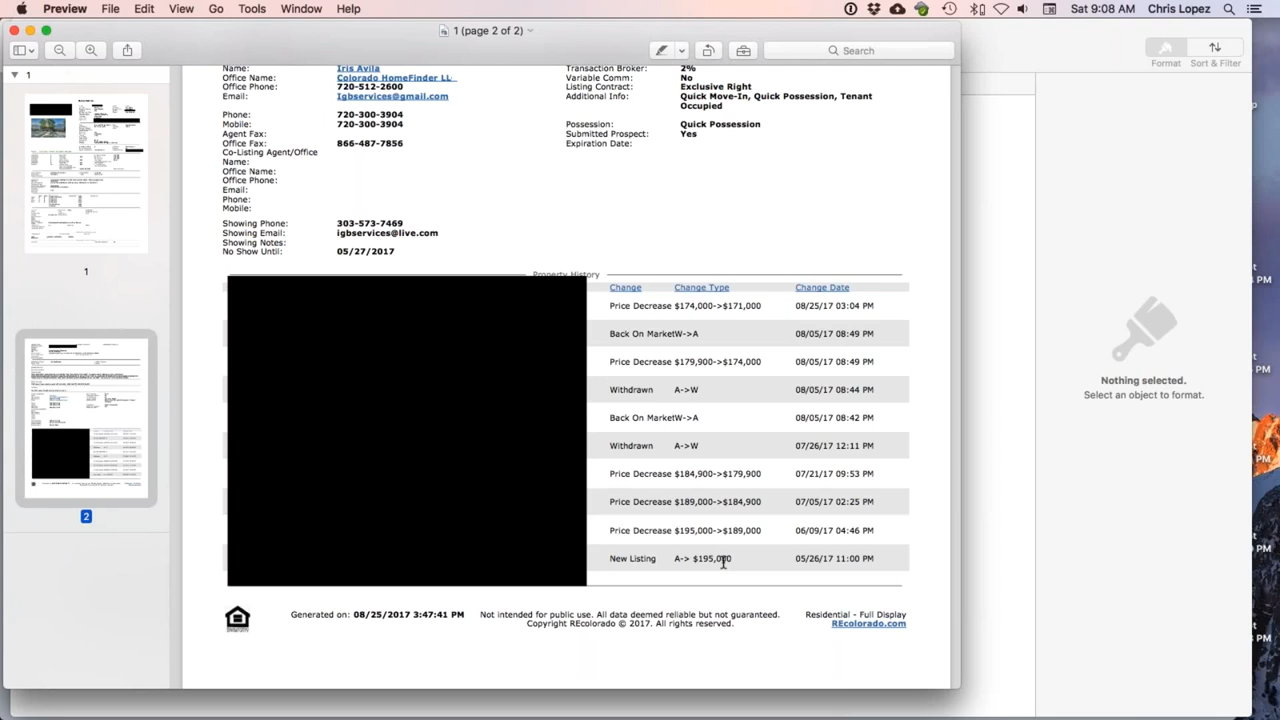 Preview File Edit View Go Tools Window Help
Sat 9:08 AM Chris Lopez
1 (page 2 of 2)
Search
Format Sort & Filter
1
1
2
Name: Iris Avila
Office Name: Colorado HomeFinder LL
Office Phone: 720-512-2600
Email: Igbservices@gmail.com
Phone: 720-300-3904
Mobile: 720-300-3904
Agent Fax:
Office Fax: 866-487-7856
Co-Listing Agent/Office
Name:
Office Name:
Office Phone:
Email:
Phone:
Mobile:
Showing Phone: 303-573-7469
Showing Email: igbservices@live.com
Showing Notes:
No Show Until: 05/27/2017
Transaction Broker: 2%
Variable Comm: No
Listing Contract: Exclusive Right
Additional Info: Quick Move-In, Quick Possession, Tenant
Occupied
Possession: Quick Possession
Submitted Prospect: Yes
Expiration Date:
Property History
Change Change Type Change Date
Price Decrease $174,000->$171,000 08/25/17 03:04 PM
Back On Market W->A 08/05/17 08:49 PM
Price Decrease $179,900->$174,000 08/05/17 08:49 PM
Withdrawn A->W 08/05/17 08:44 PM
Back On Market W->A 08/05/17 08:42 PM
Withdrawn A->W 07/26/17 12:11 PM
Price Decrease $184,900->$179,900 07/21/17 09:53 PM
Price Decrease $189,000->$184,900 07/05/17 02:25 PM
Price Decrease $195,000->$189,000 06/09/17 04:46 PM
New Listing A-> $195,000 05/26/17 11:00 PM
Generated on: 08/25/2017 3:47:41 PM
Not intended for public use. All data deemed reliable but not guaranteed.
Copyright REcolorado © 2017. All rights reserved.
Residential - Full Display
REcolorado.com
Nothing selected.
Select an object to format.